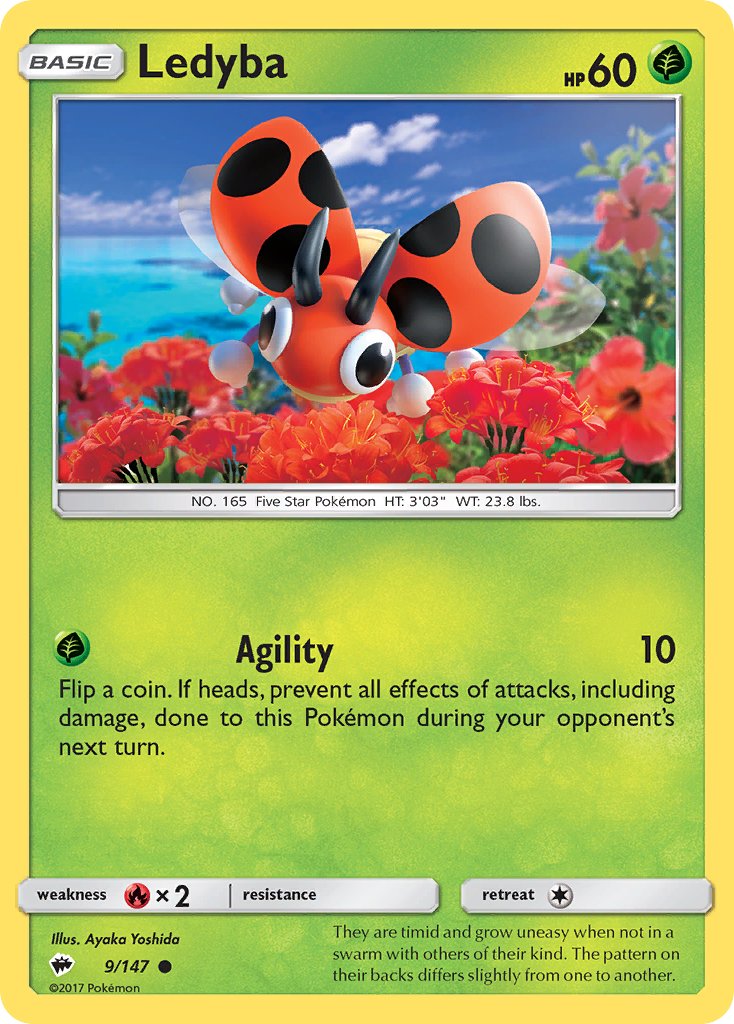 BASIC Ledyba HP60
NO. 165 Five Star Pokémon HT: 3'03" WT: 23.8 lbs.
Agility 10
Flip a coin. If heads, prevent all effects of attacks, including
damage, done to this Pokémon during your opponent's
next turn.
weakness ×2 resistance retreat
Illus. Ayaka Yoshida
9/147
©2017 Pokémon
They are timid and grow uneasy when not in a
swarm with others of their kind. The pattern on
their backs differs slightly from one to another.